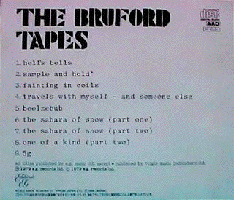 THE BRUFORD
TAPES
1.hell's bells
2.sample and hold
3.fainting in coils
4.travels with myself - and someone else
5.beelzebub
6.the sahara of snow (part one)
7.the sahara of snow (part two)
8.one of a kind (part two)
9.5g